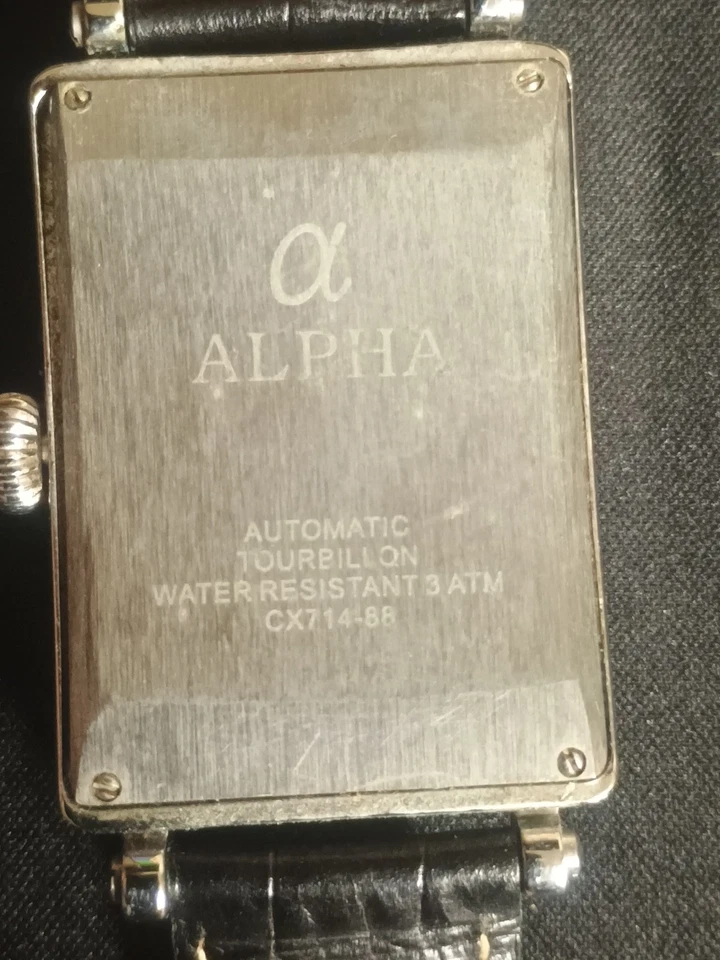 α
ALPHA
AUTOMATIC
TOURBILLON
WATER RESISTANT 3 ATM
CX714-88